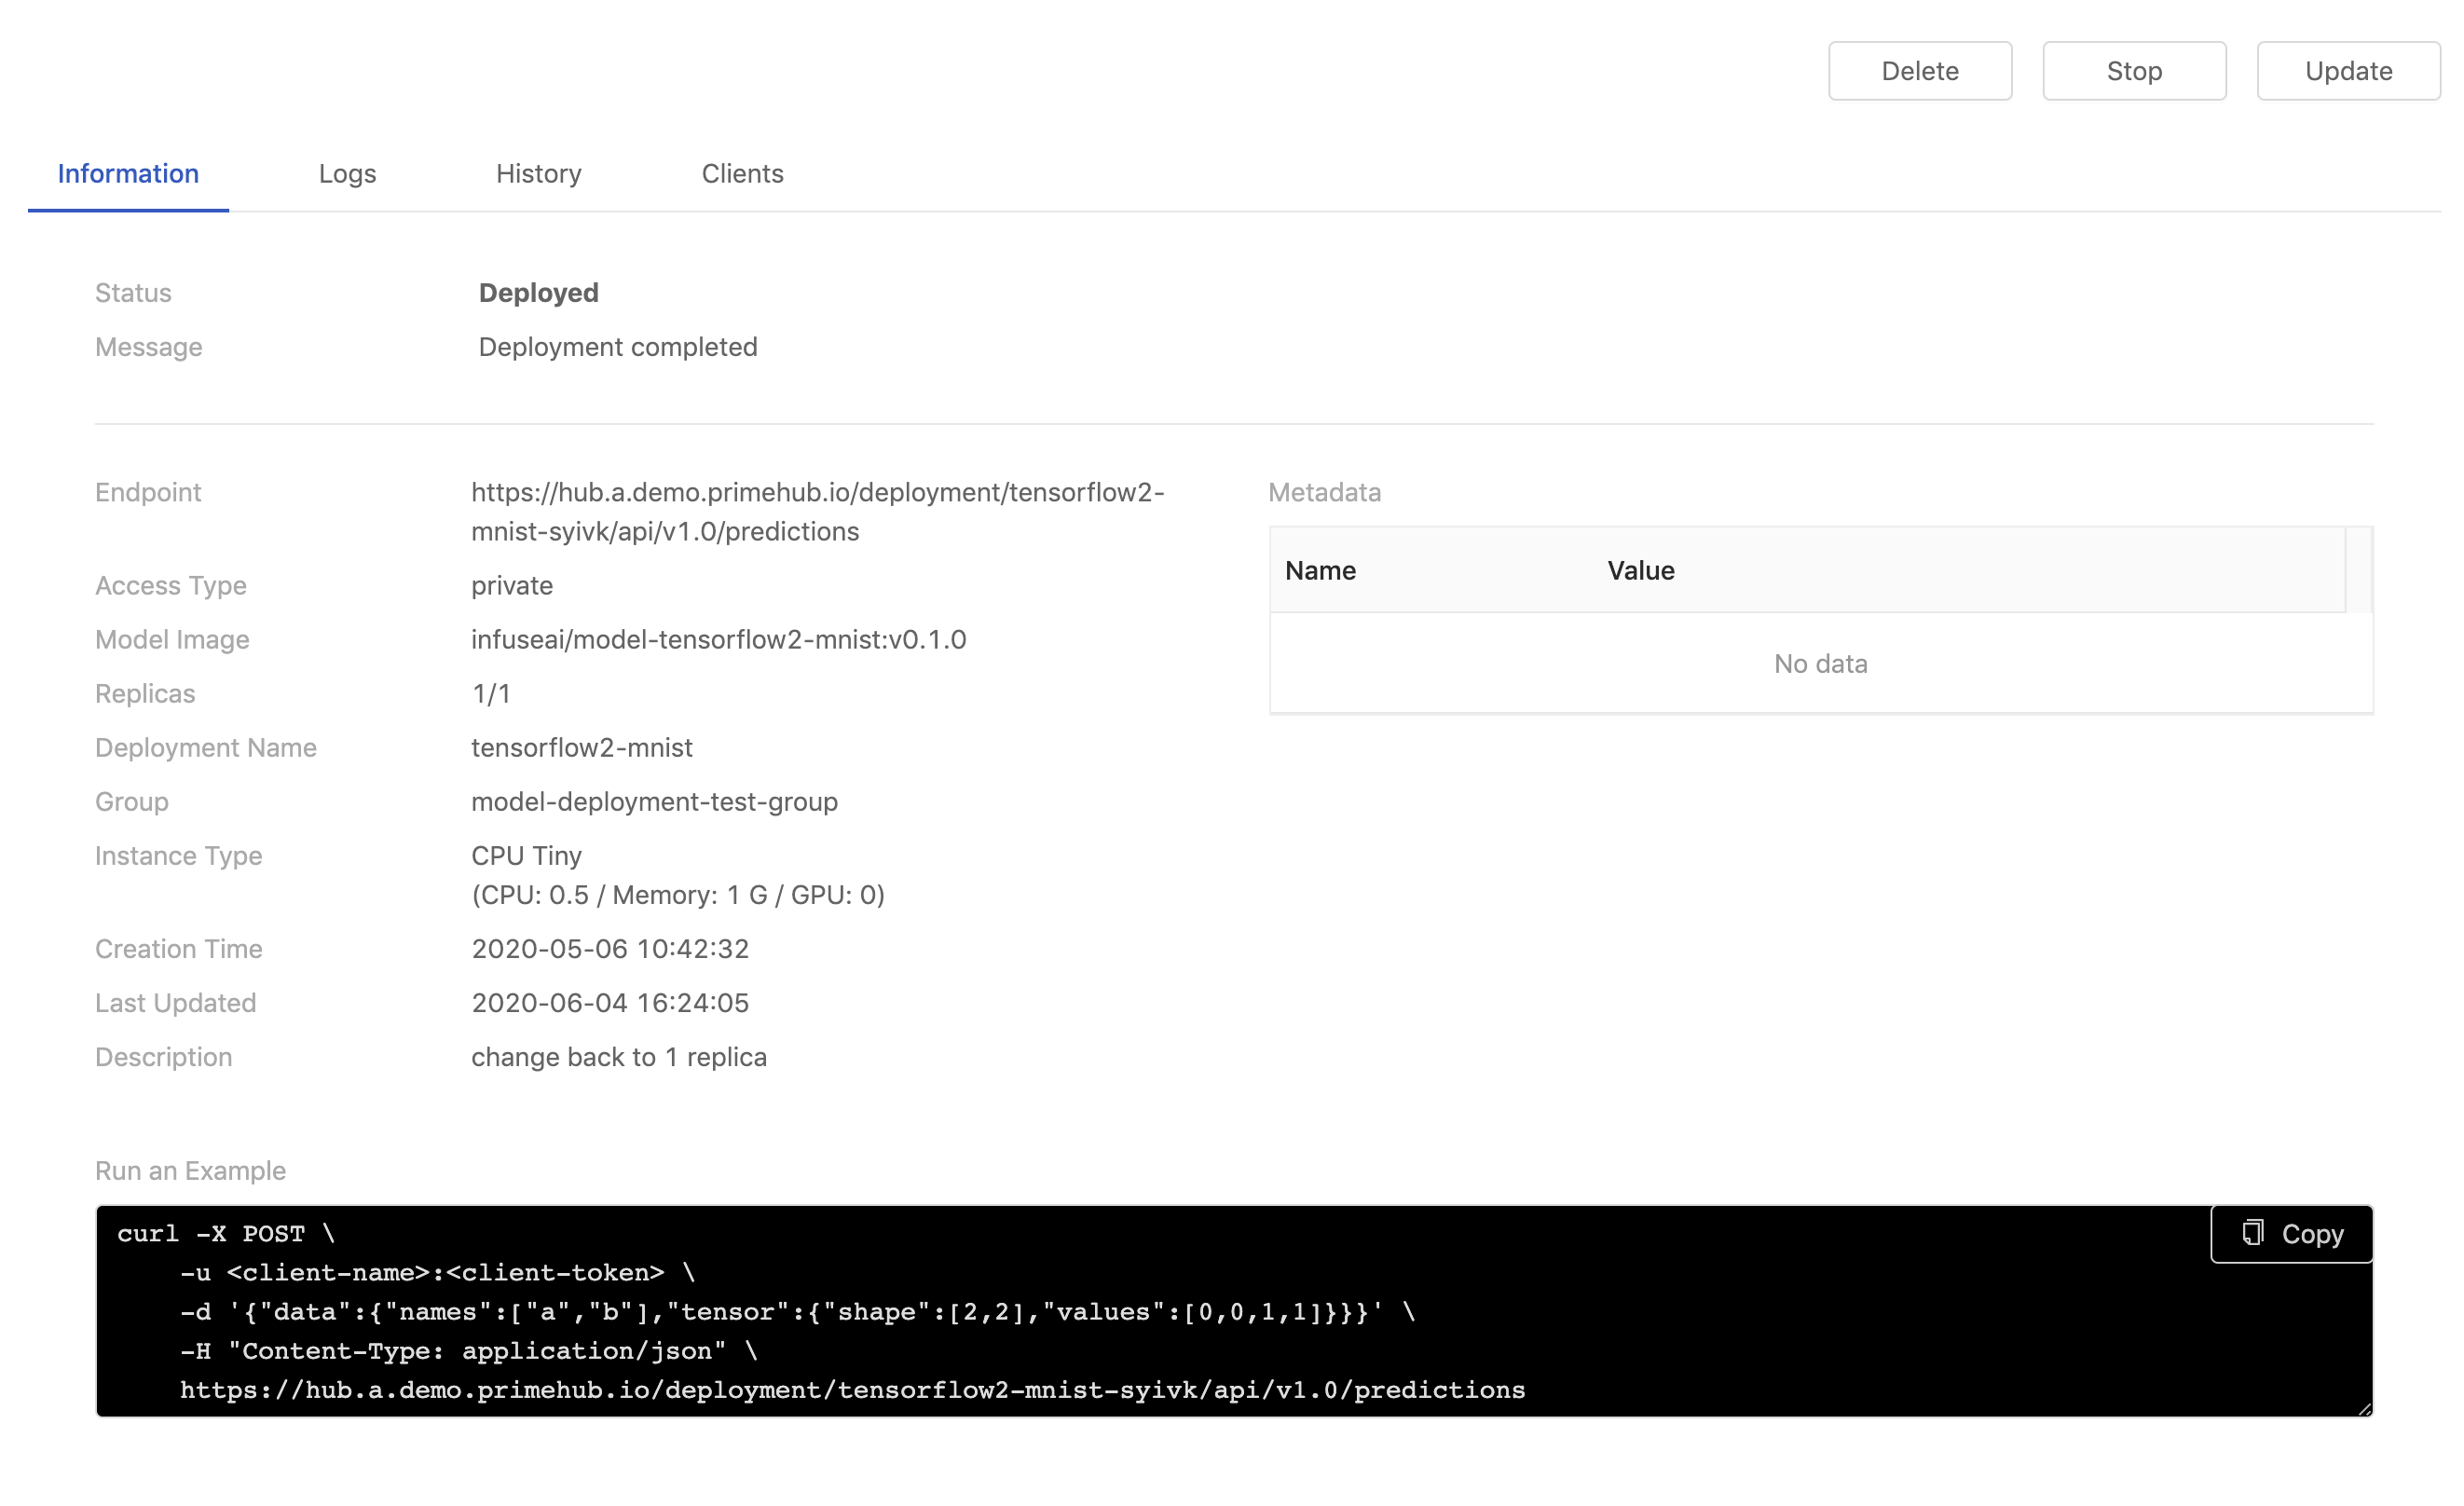 Delete Stop Update
Information Logs History Clients
Status Deployed
Message Deployment completed
Endpoint https://hub.a.demo.primehub.io/deployment/tensorflow2-
mnist-syivk/api/v1.0/predictions
Access Type private
Model Image infuseai/model-tensorflow2-mnist:v0.1.0
Replicas 1/1
Deployment Name tensorflow2-mnist
Group model-deployment-test-group
Instance Type CPU Tiny
(CPU: 0.5 / Memory: 1 G / GPU: 0)
Creation Time 2020-05-06 10:42:32
Last Updated 2020-06-04 16:24:05
Description change back to 1 replica
Metadata
Name Value
No data
Run an Example
Copy
curl -X POST \
    -u <client-name>:<client-token> \
    -d '{"data":{"names":["a","b"],"tensor":{"shape":[2,2],"values":[0,0,1,1]}}}' \
    -H "Content-Type: application/json" \
    https://hub.a.demo.primehub.io/deployment/tensorflow2-mnist-syivk/api/v1.0/predictions